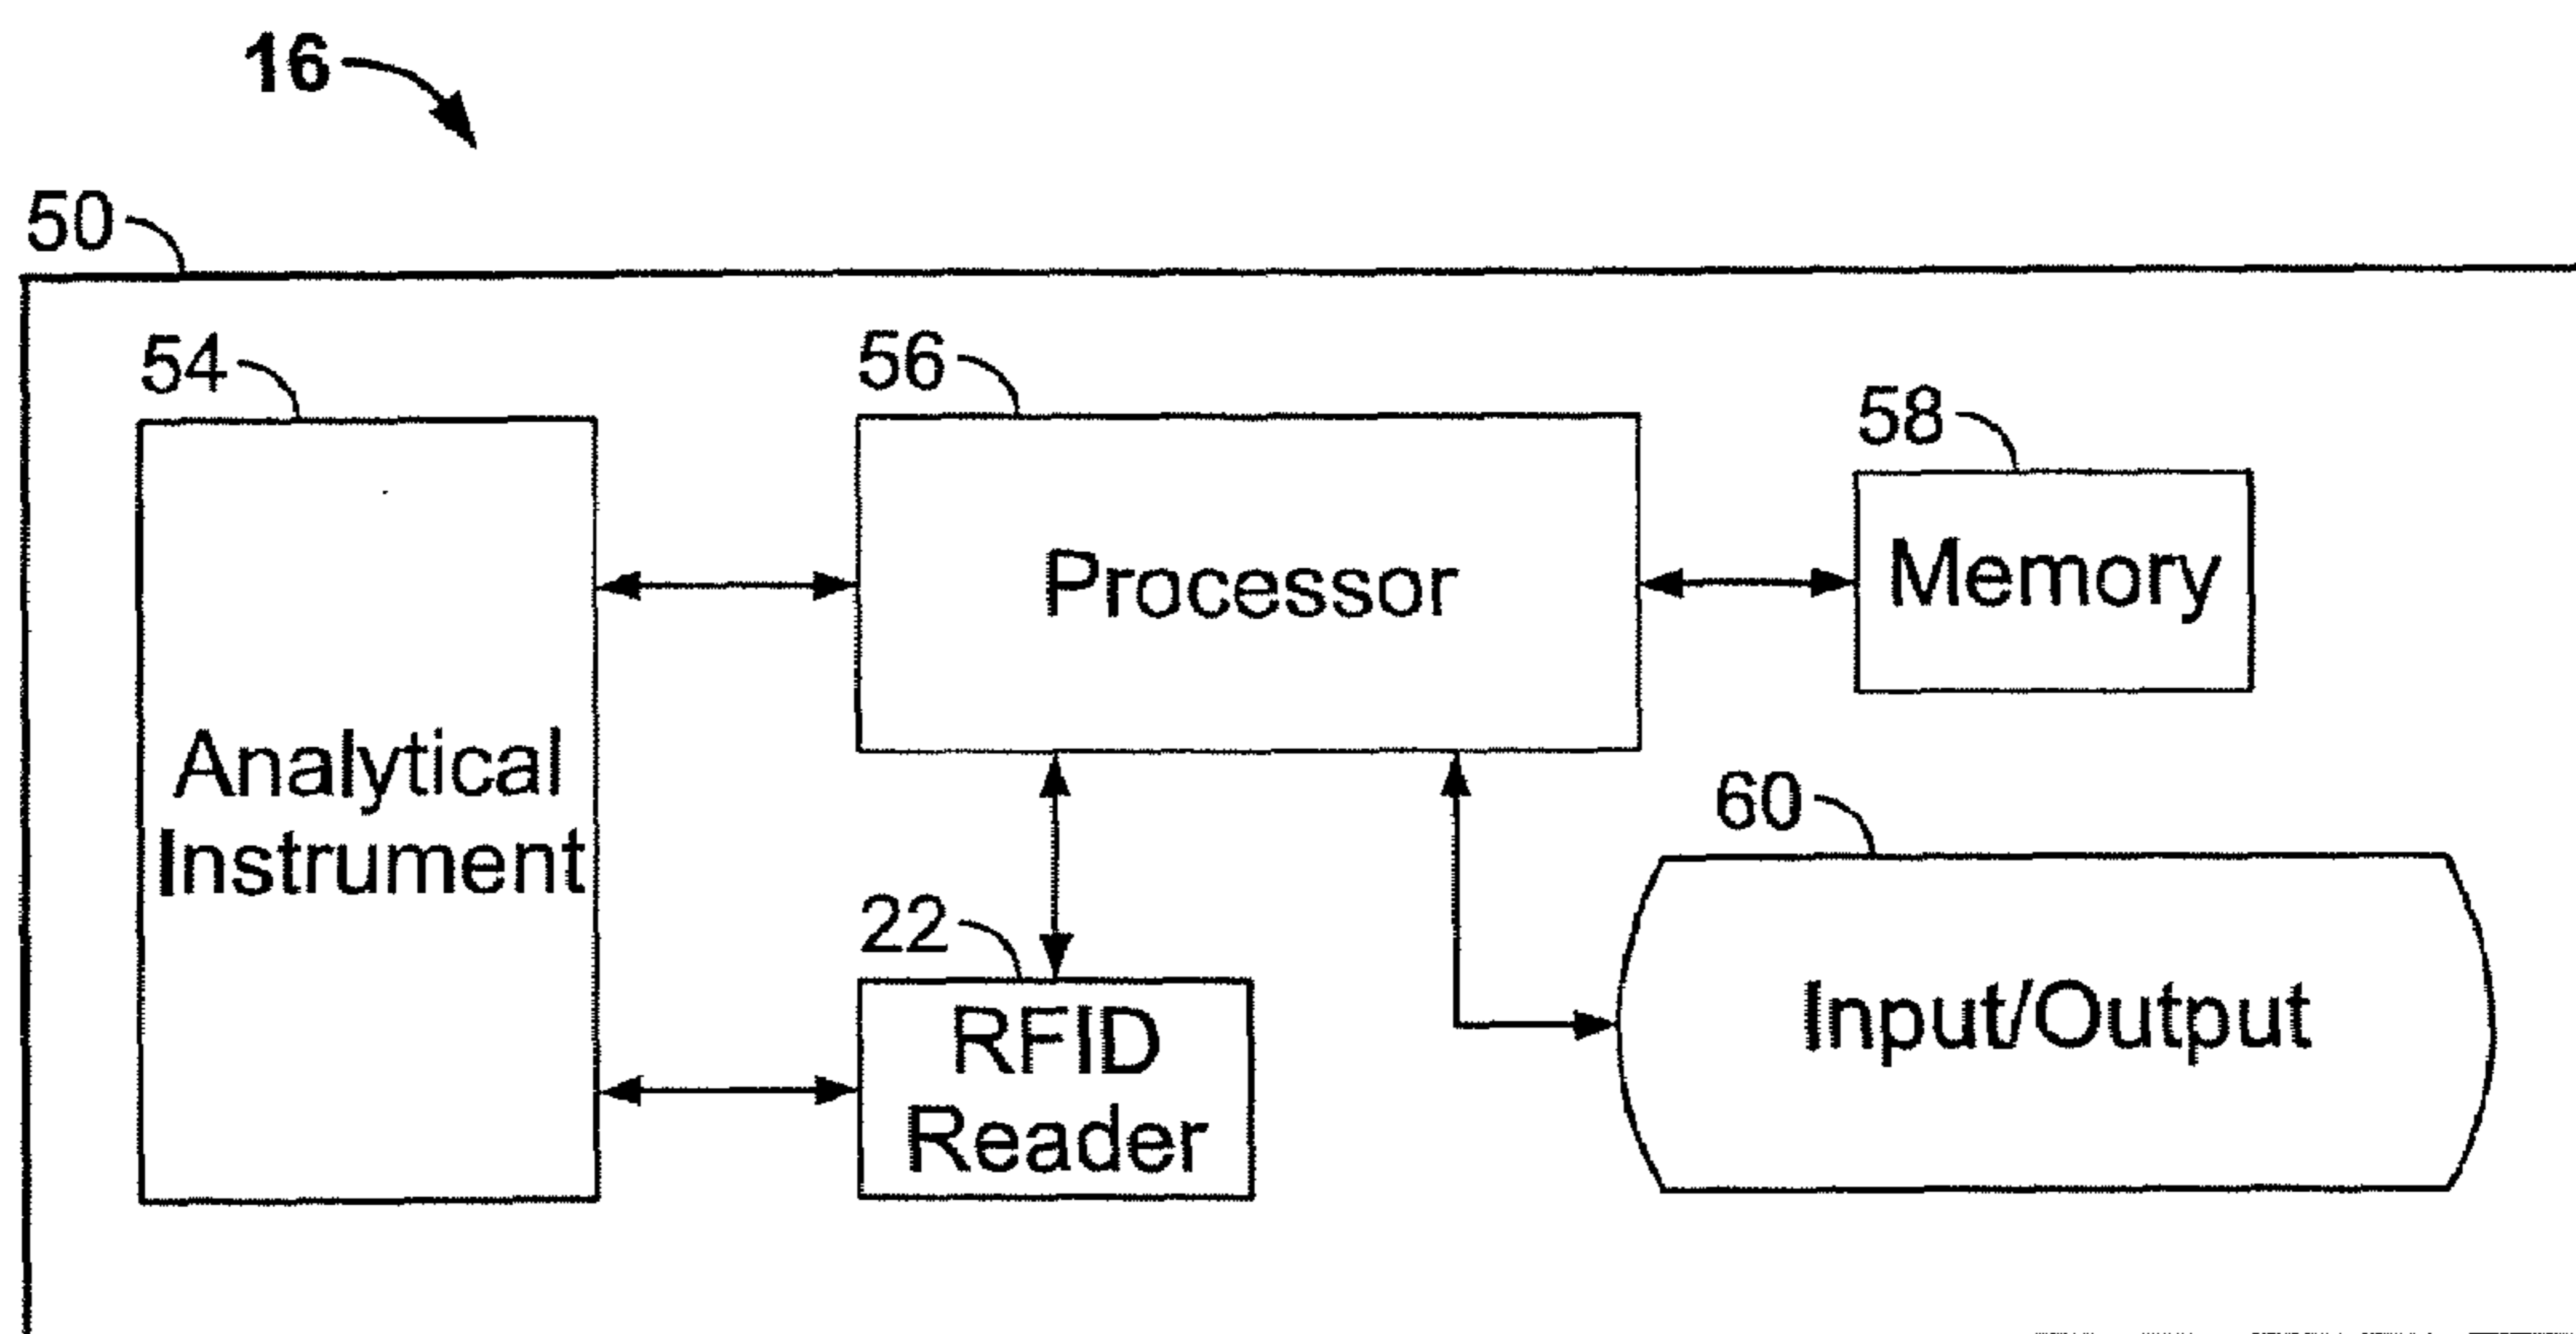 16
50
54
56
58
Processor
Memory
Analytical
Instrument
60
22
RFID
Reader
Input/Output